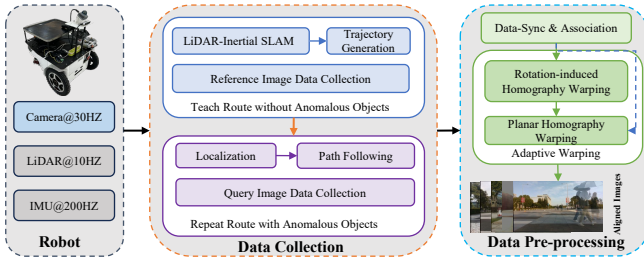 Camera@30HZ
LiDAR@10HZ
IMU@200HZ
Robot
LiDAR-Inertial SLAM
Trajectory
Generation
Reference Image Data Collection
Teach Route without Anomalous Objects
Localization
Path Following
Query Image Data Collection
Repeat Route with Anomalous Objects
Data Collection
Data-Sync & Association
Rotation-induced
Homography Warping
Planar Homography
Warping
Adaptive Warping
Aligned Images
Data Pre-processing